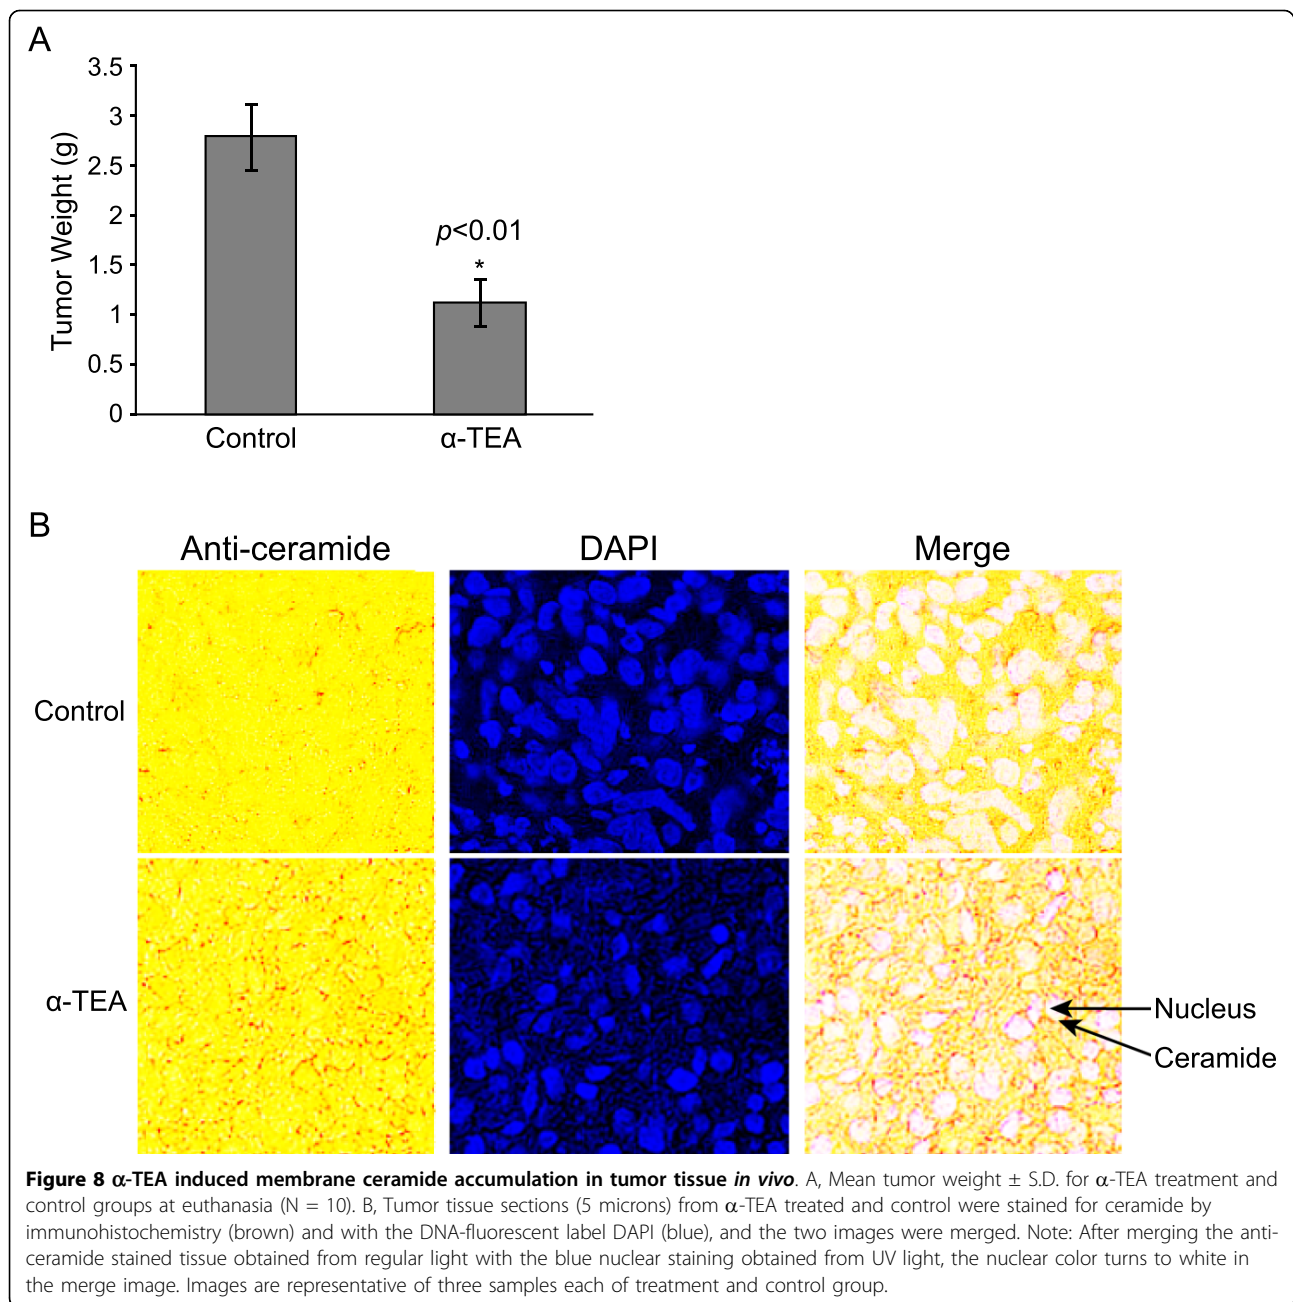 A
3.5
3
2.5
2
1.5
1
0.5
0
Tumor Weight (g)
p<0.01
*
Control
α-TEA
B
Anti-ceramide
DAPI
Merge
Control
α-TEA
Nucleus
Ceramide
Figure 8 α-TEA induced membrane ceramide accumulation in tumor tissue in vivo. A, Mean tumor weight ± S.D. for α-TEA treatment and
control groups at euthanasia (N = 10). B, Tumor tissue sections (5 microns) from α-TEA treated and control were stained for ceramide by
immunohistochemistry (brown) and with the DNA-fluorescent label DAPI (blue), and the two images were merged. Note: After merging the anti-
ceramide stained tissue obtained from regular light with the blue nuclear staining obtained from UV light, the nuclear color turns to white in
the merge image. Images are representative of three samples each of treatment and control group.